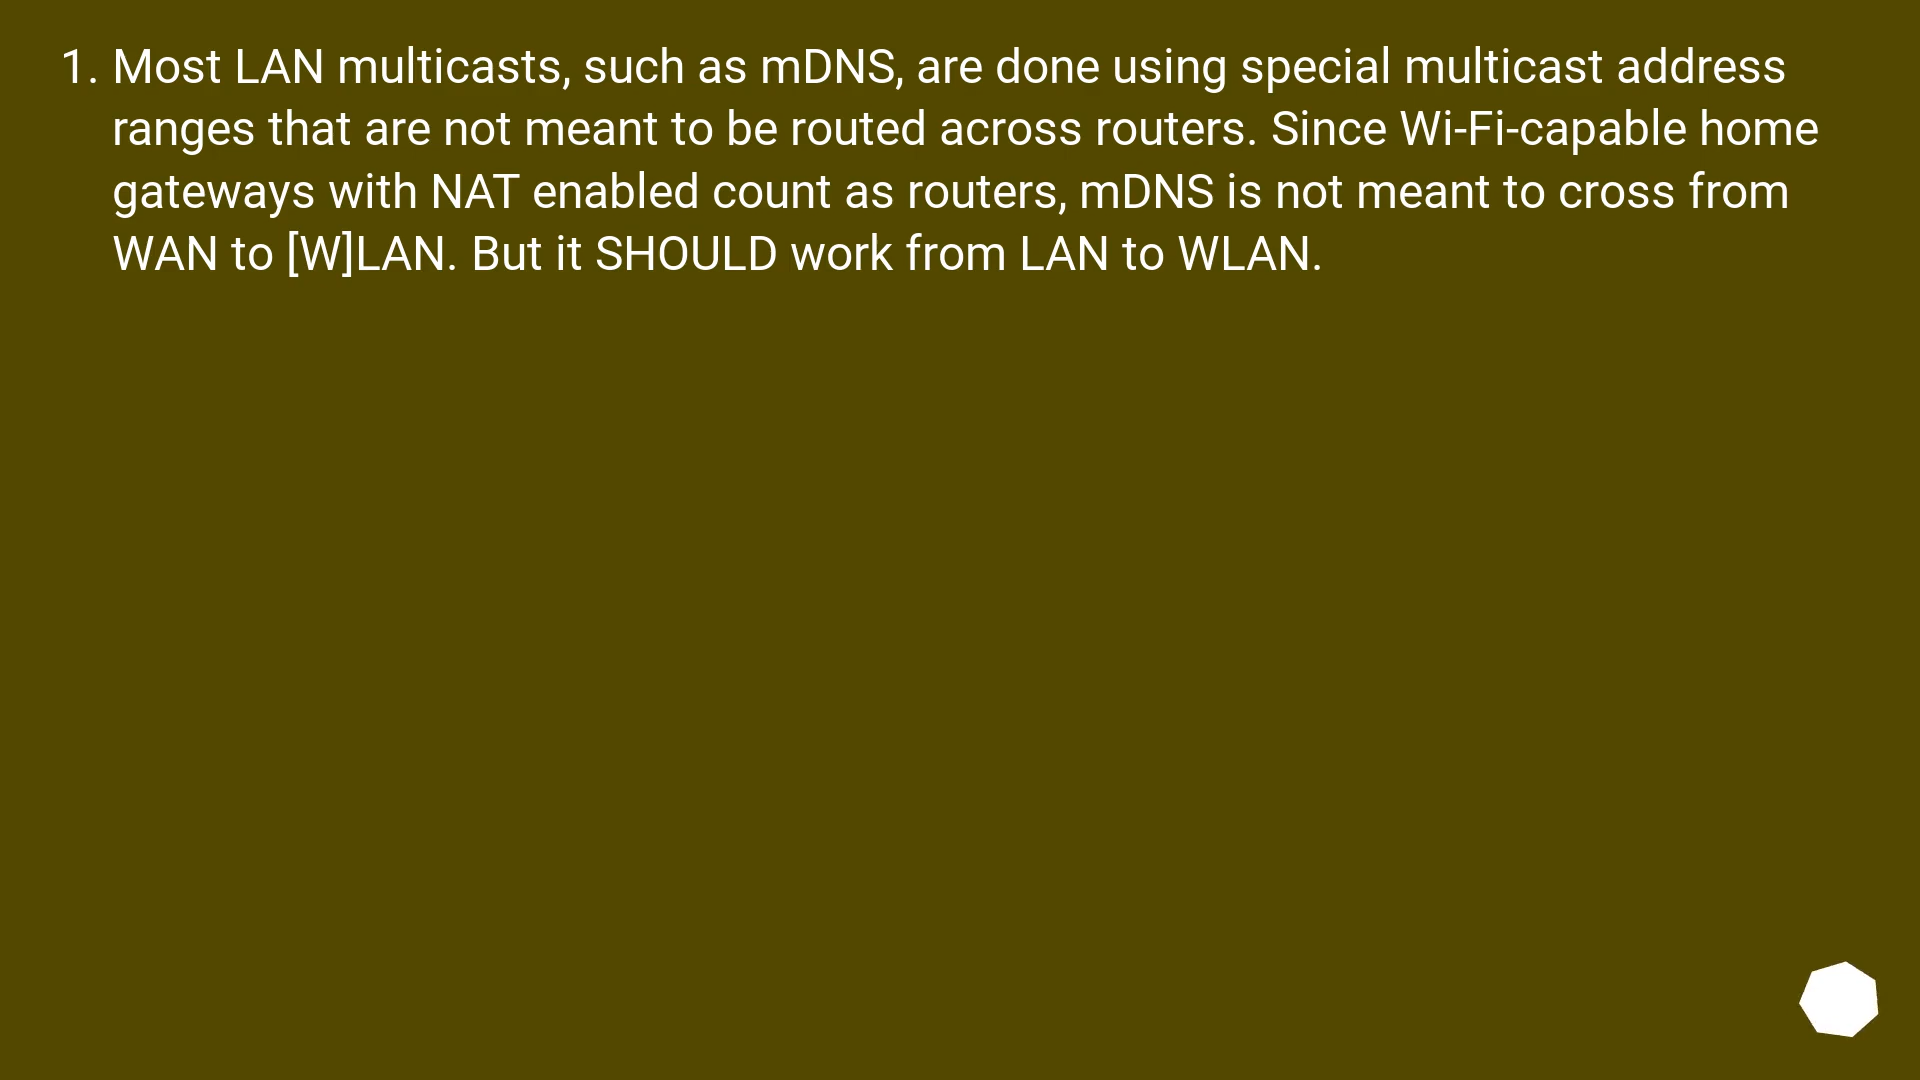 1. Most LAN multicasts, such as mDNS, are done using special multicast address
ranges that are not meant to be routed across routers. Since Wi-Fi-capable home
gateways with NAT enabled count as routers, mDNS is not meant to cross from
WAN to [W]LAN. But it SHOULD work from LAN to WLAN.